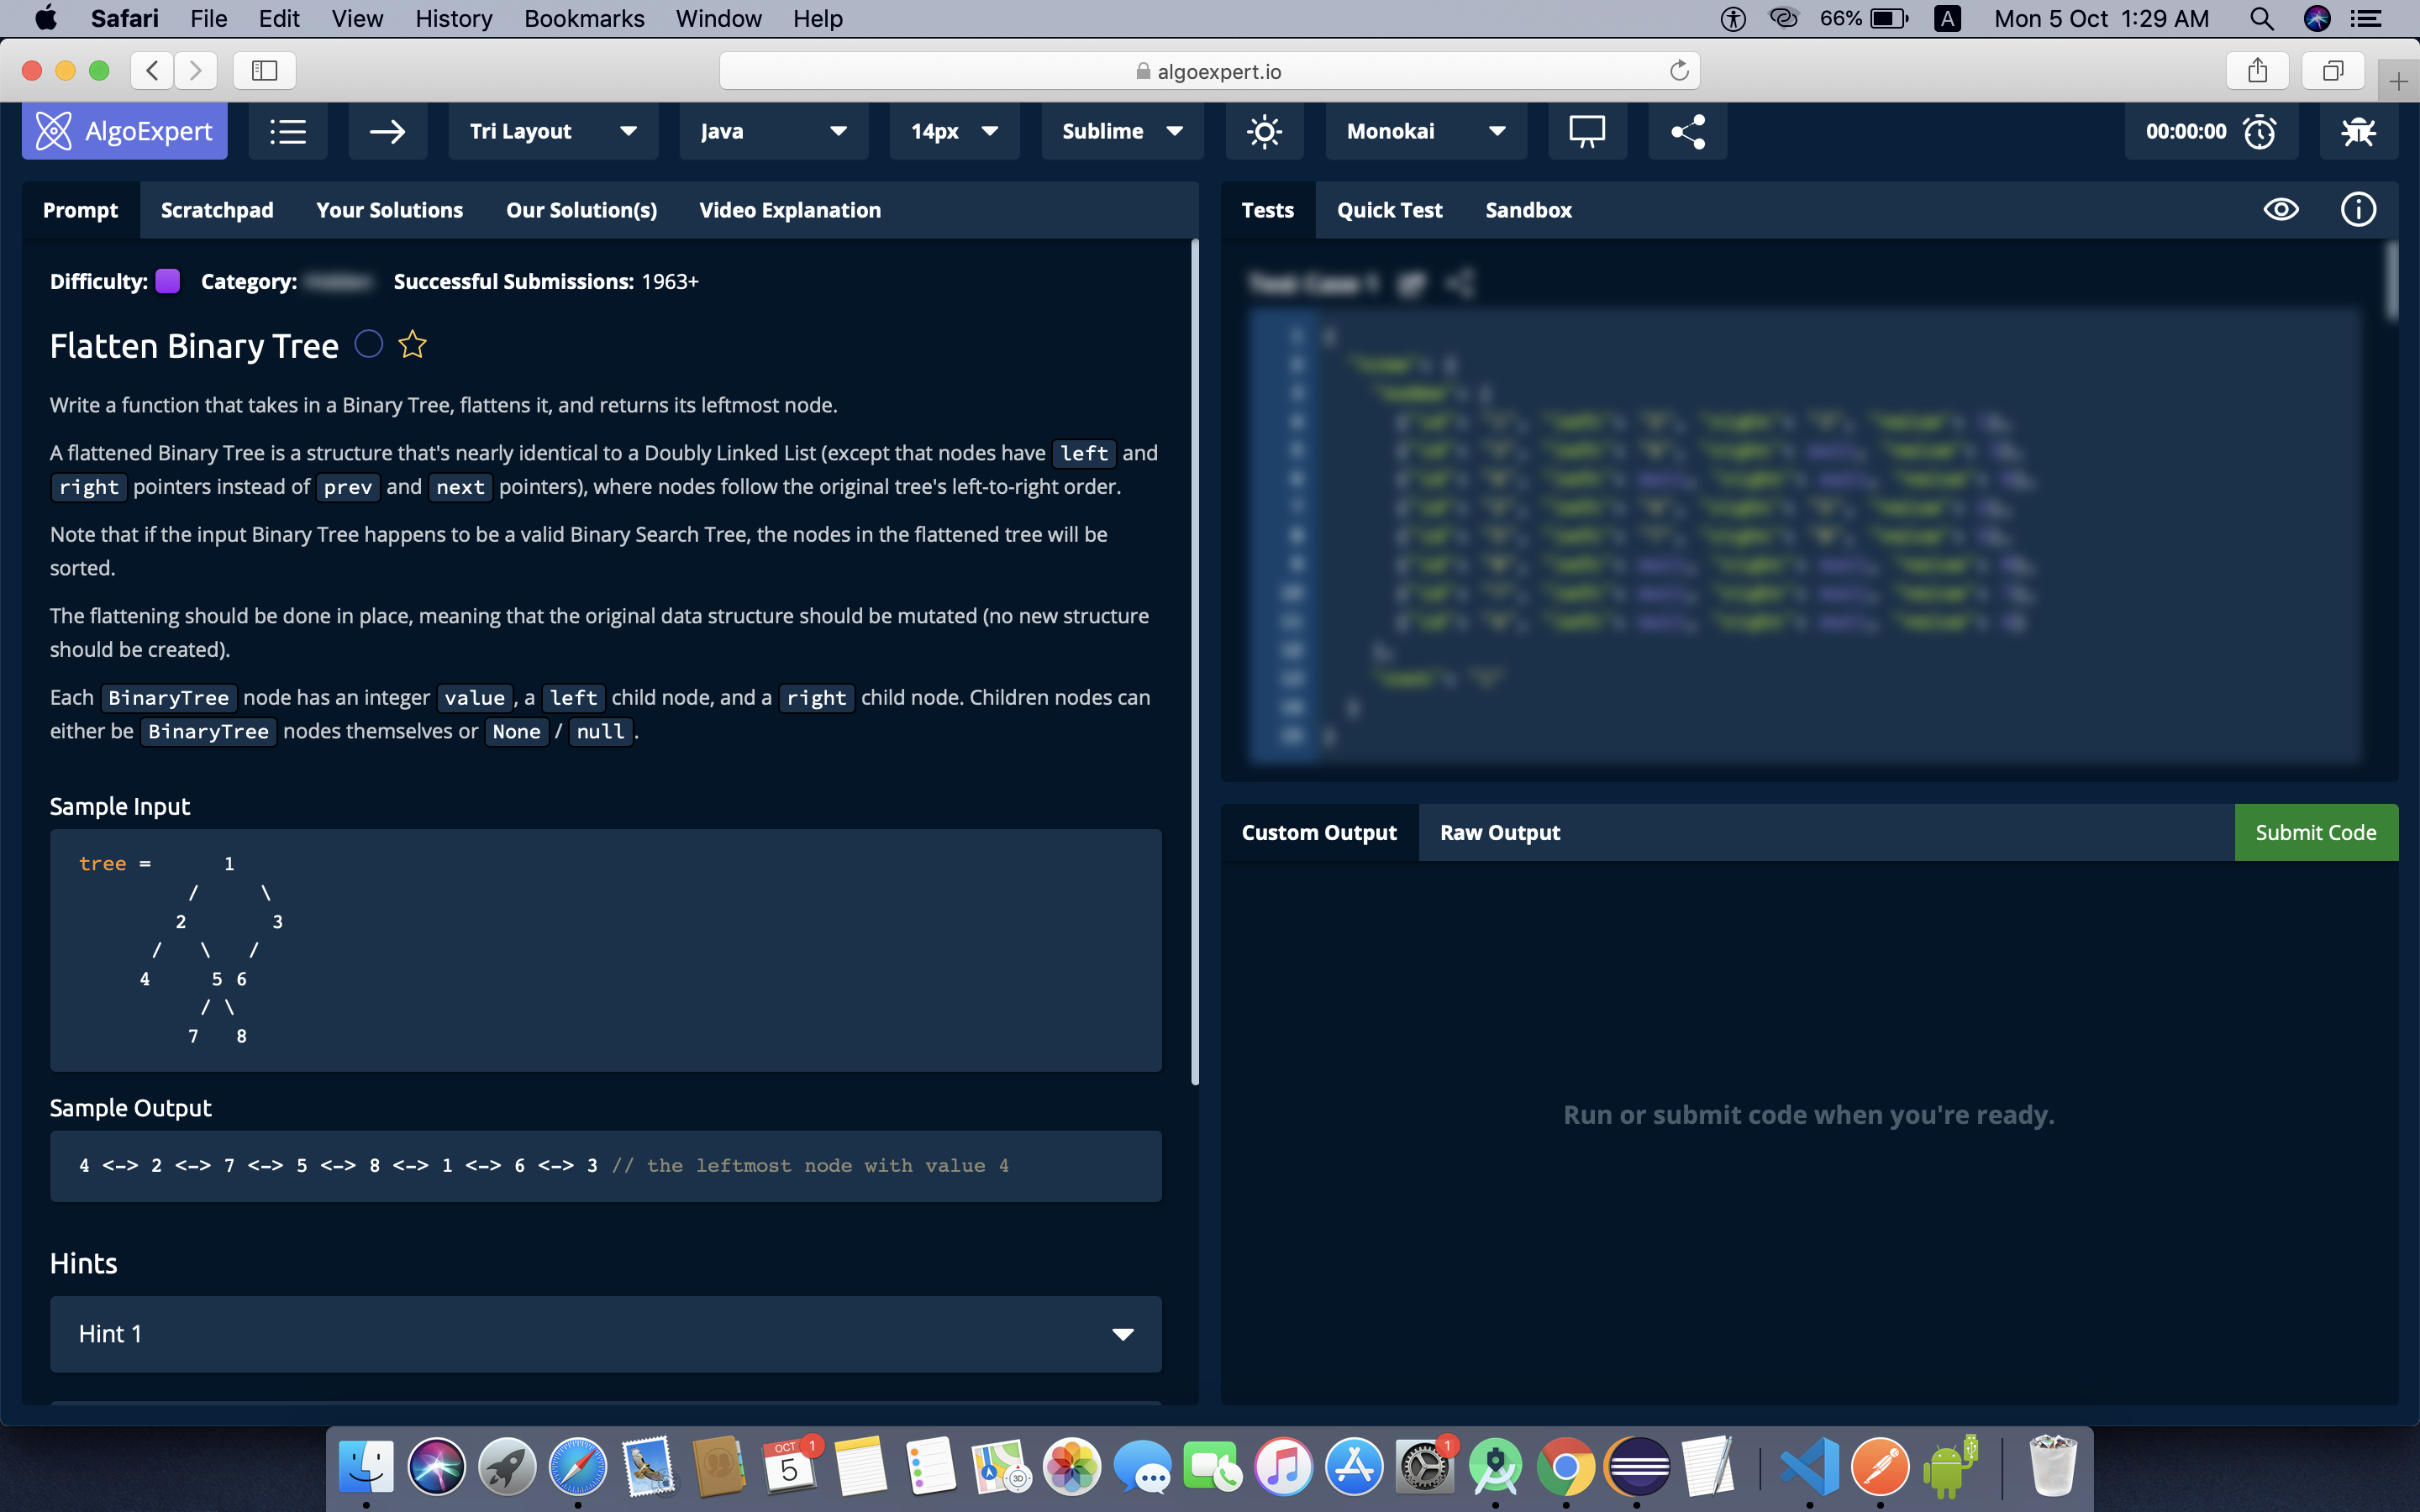 Safari File Edit View History Bookmarks Window Help 66% A Mon 5 Oct 1:29 AM
algoexpert.io
AlgoExpert Tri Layout Java 14px Sublime Monokai 00:00:00
Prompt Scratchpad Your Solutions Our Solution(s) Video Explanation
Tests Quick Test Sandbox
Difficulty: Category: Successful Submissions: 1963+
Flatten Binary Tree
Write a function that takes in a Binary Tree, flattens it, and returns its leftmost node.
A flattened Binary Tree is a structure that's nearly identical to a Doubly Linked List (except that nodes have left and
right pointers instead of prev and next pointers), where nodes follow the original tree's left-to-right order.
Note that if the input Binary Tree happens to be a valid Binary Search Tree, the nodes in the flattened tree will be
sorted.
The flattening should be done in place, meaning that the original data structure should be mutated (no new structure
should be created).
Each BinaryTree node has an integer value, a left child node, and a right child node. Children nodes can
either be BinaryTree nodes themselves or None / null.
Sample Input
tree = 1
/ \
2 3
/ \ /
4 5 6
/ \
7 8
Sample Output
4 <-> 2 <-> 7 <-> 5 <-> 8 <-> 1 <-> 6 <-> 3 // the leftmost node with value 4
Hints
Hint 1
Custom Output Raw Output Submit Code
Run or submit code when you're ready.
OCT
5
1
3D
1